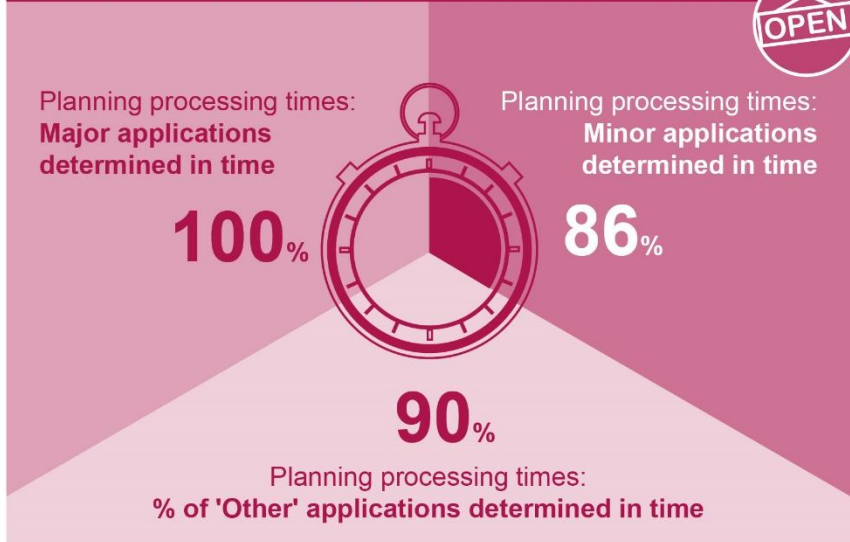 OPEN
Planning processing times:
Major applications
determined in time
100%
Planning processing times:
Minor applications
determined in time
86%
90%
Planning processing times:
% of 'Other' applications determined in time